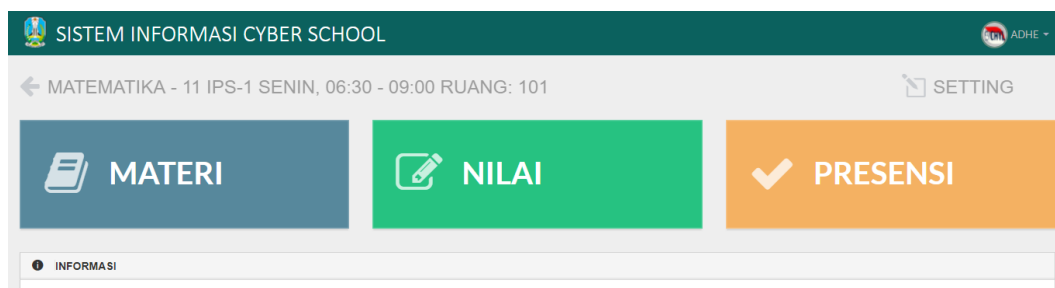 SISTEM INFORMASI CYBER SCHOOL
ADHE
MATEMATIKA - 11 IPS-1 SENIN, 06:30 - 09:00 RUANG: 101
SETTING
MATERI
NILAI
PRESENSI
INFORMASI